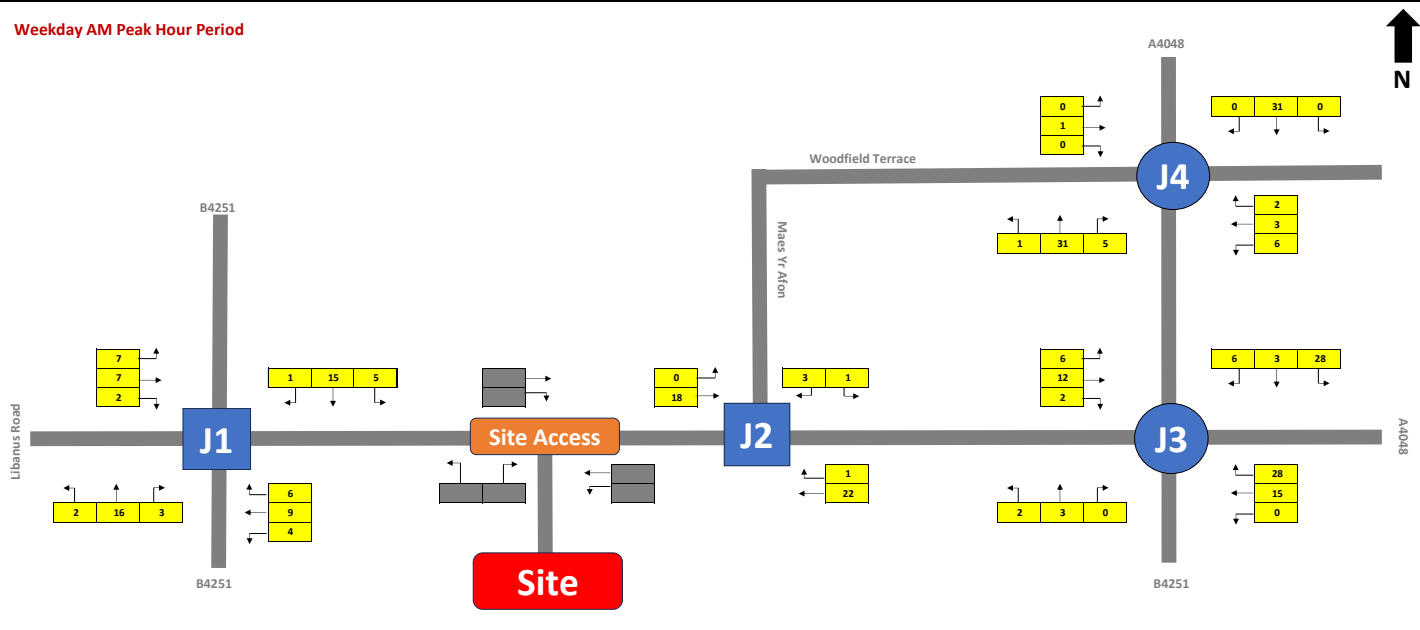 Weekday AM Peak Hour Period
N
A4048
0
1
0
0 31 0
Woodfield Terrace
J4
Maes Yr Afon
1 31 5
2
3
6
B4251
7
7
2
1 15 5
0
18
3 1
6
12
2
6 3 28
Libanus Road
J1
Site Access
J2
J3
A4048
2 16 3
6
9
4
1
22
2 3 0
28
15
0
B4251
Site
B4251